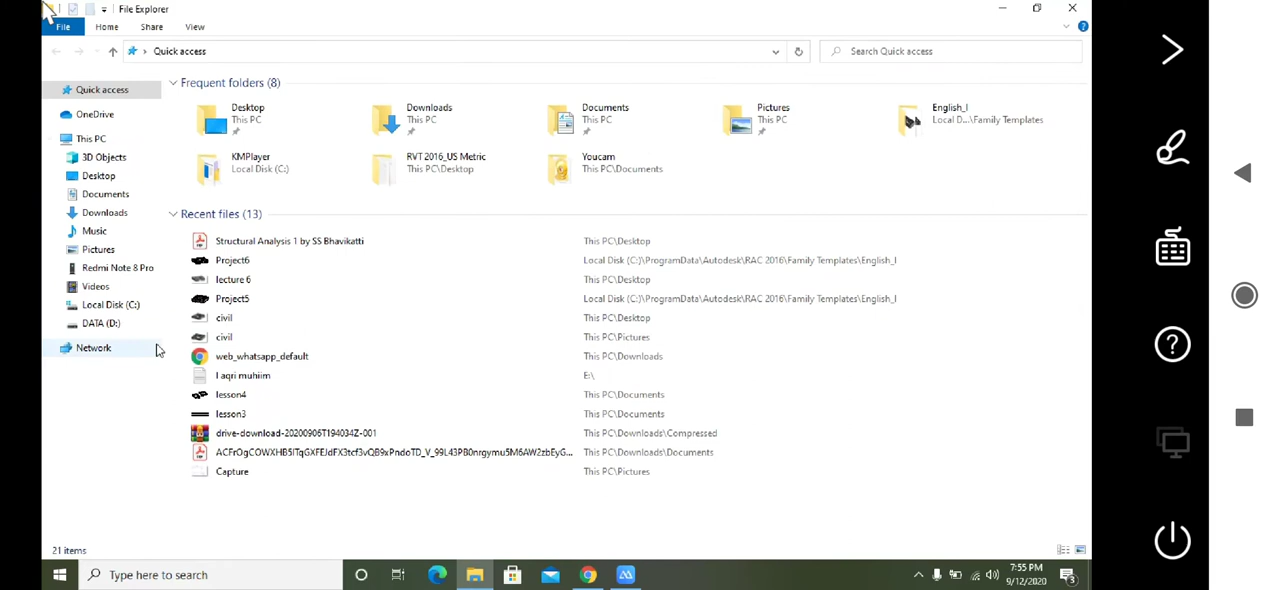 File Explorer
File Home Share View
Quick access
Search Quick access
Quick access
OneDrive
This PC
3D Objects
Desktop
Documents
Downloads
Music
Pictures
Redmi Note 8 Pro
Videos
Local Disk (C:)
DATA (D:)
Network
Frequent folders (8)
Desktop
This PC
Downloads
This PC
Documents
This PC
Pictures
This PC
English_I
Local D...\Family Templates
KMPlayer
Local Disk (C:)
RVT 2016_US Metric
This PC\Desktop
Youcam
This PC\Documents
Recent files (13)
Structural Analysis 1 by SS Bhavikatti This PC\Desktop
Project6 Local Disk (C:)\ProgramData\Autodesk\RAC 2016\Family Templates\English_I
lecture 6 This PC\Desktop
Project5 Local Disk (C:)\ProgramData\Autodesk\RAC 2016\Family Templates\English_I
civil This PC\Desktop
civil This PC\Pictures
web_whatsapp_default This PC\Downloads
l aqri muhiim E:\
lesson4 This PC\Documents
lesson3 This PC\Documents
drive-download-20200906T194034Z-001 This PC\Downloads\Compressed
This PC\Downloads\Documents
Capture This PC\Pictures
21 items
Type here to search
7:55 PM
9/12/2020
3